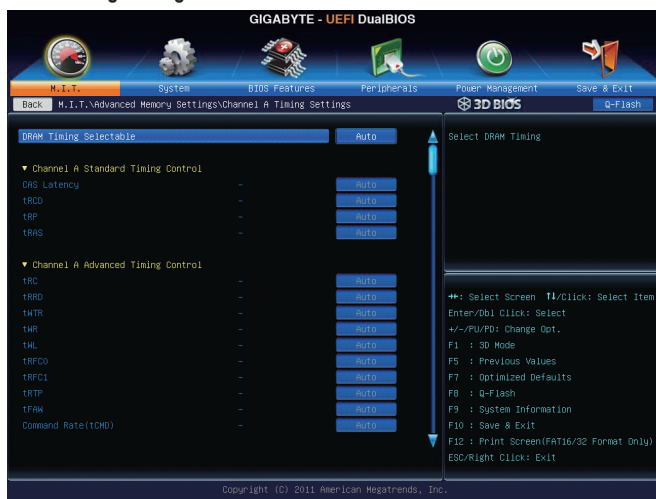 GIGABYTE - UEFI DualBIOS
M.I.T. System BIOS Features Peripherals Power Management Save & Exit
Back M.I.T.\Advanced Memory Settings\Channel A Timing Settings 3D BIOS Q-Flash
DRAM Timing Selectable Auto Select DRAM Timing
▼ Channel A Standard Timing Control
CAS Latency - Auto
tRCD - Auto
tRP - Auto
tRAS - Auto
▼ Channel A Advanced Timing Control
tRC - Auto
tRRD - Auto
tWTR - Auto
tWR - Auto
tWL - Auto
tRFC0 - Auto
tRFC1 - Auto
tRTP - Auto
tFAW - Auto
Command Rate(tCMD) - Auto
→←: Select Screen ↑↓/Click: Select Item
Enter/Dbl Click: Select
+/-/PU/PD: Change Opt.
F1 : 3D Mode
F5 : Previous Values
F7 : Optimized Defaults
F8 : Q-Flash
F9 : System Information
F10 : Save & Exit
F12 : Print Screen(FAT16/32 Format Only)
ESC/Right Click: Exit
Copyright (C) 2011 American Megatrends, Inc.